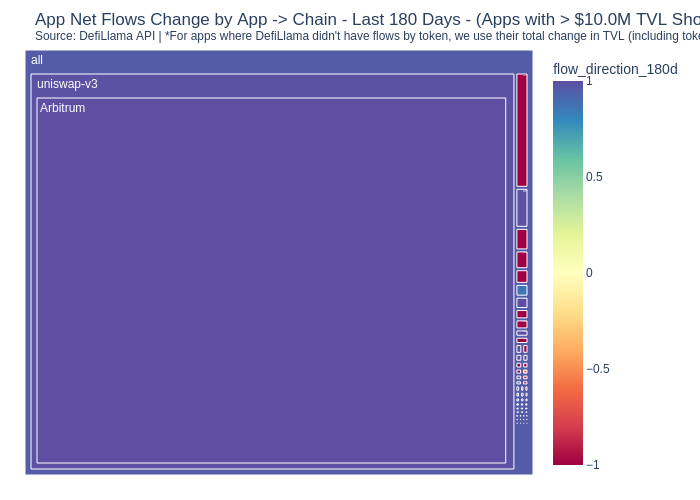 App Net Flows Change by App -> Chain - Last 180 Days - (Apps with > $10.0M TVL Sho
Source: DefiLlama API | *For apps where DefiLlama didn't have flows by token, we use their total change in TVL (including toke
all
uniswap-v3
Arbitrum
flow_direction_180d
1
0.5
0
−0.5
−1